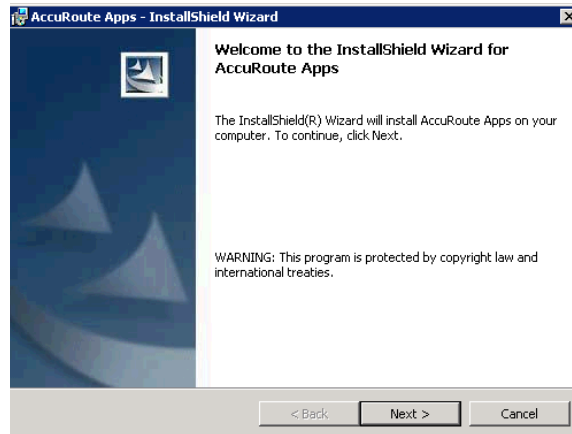 AccuRoute Apps - InstallShield Wizard
Welcome to the InstallShield Wizard for
AccuRoute Apps
The InstallShield(R) Wizard will install AccuRoute Apps on your
computer. To continue, click Next.
WARNING: This program is protected by copyright law and
international treaties.
< Back
Next >
Cancel